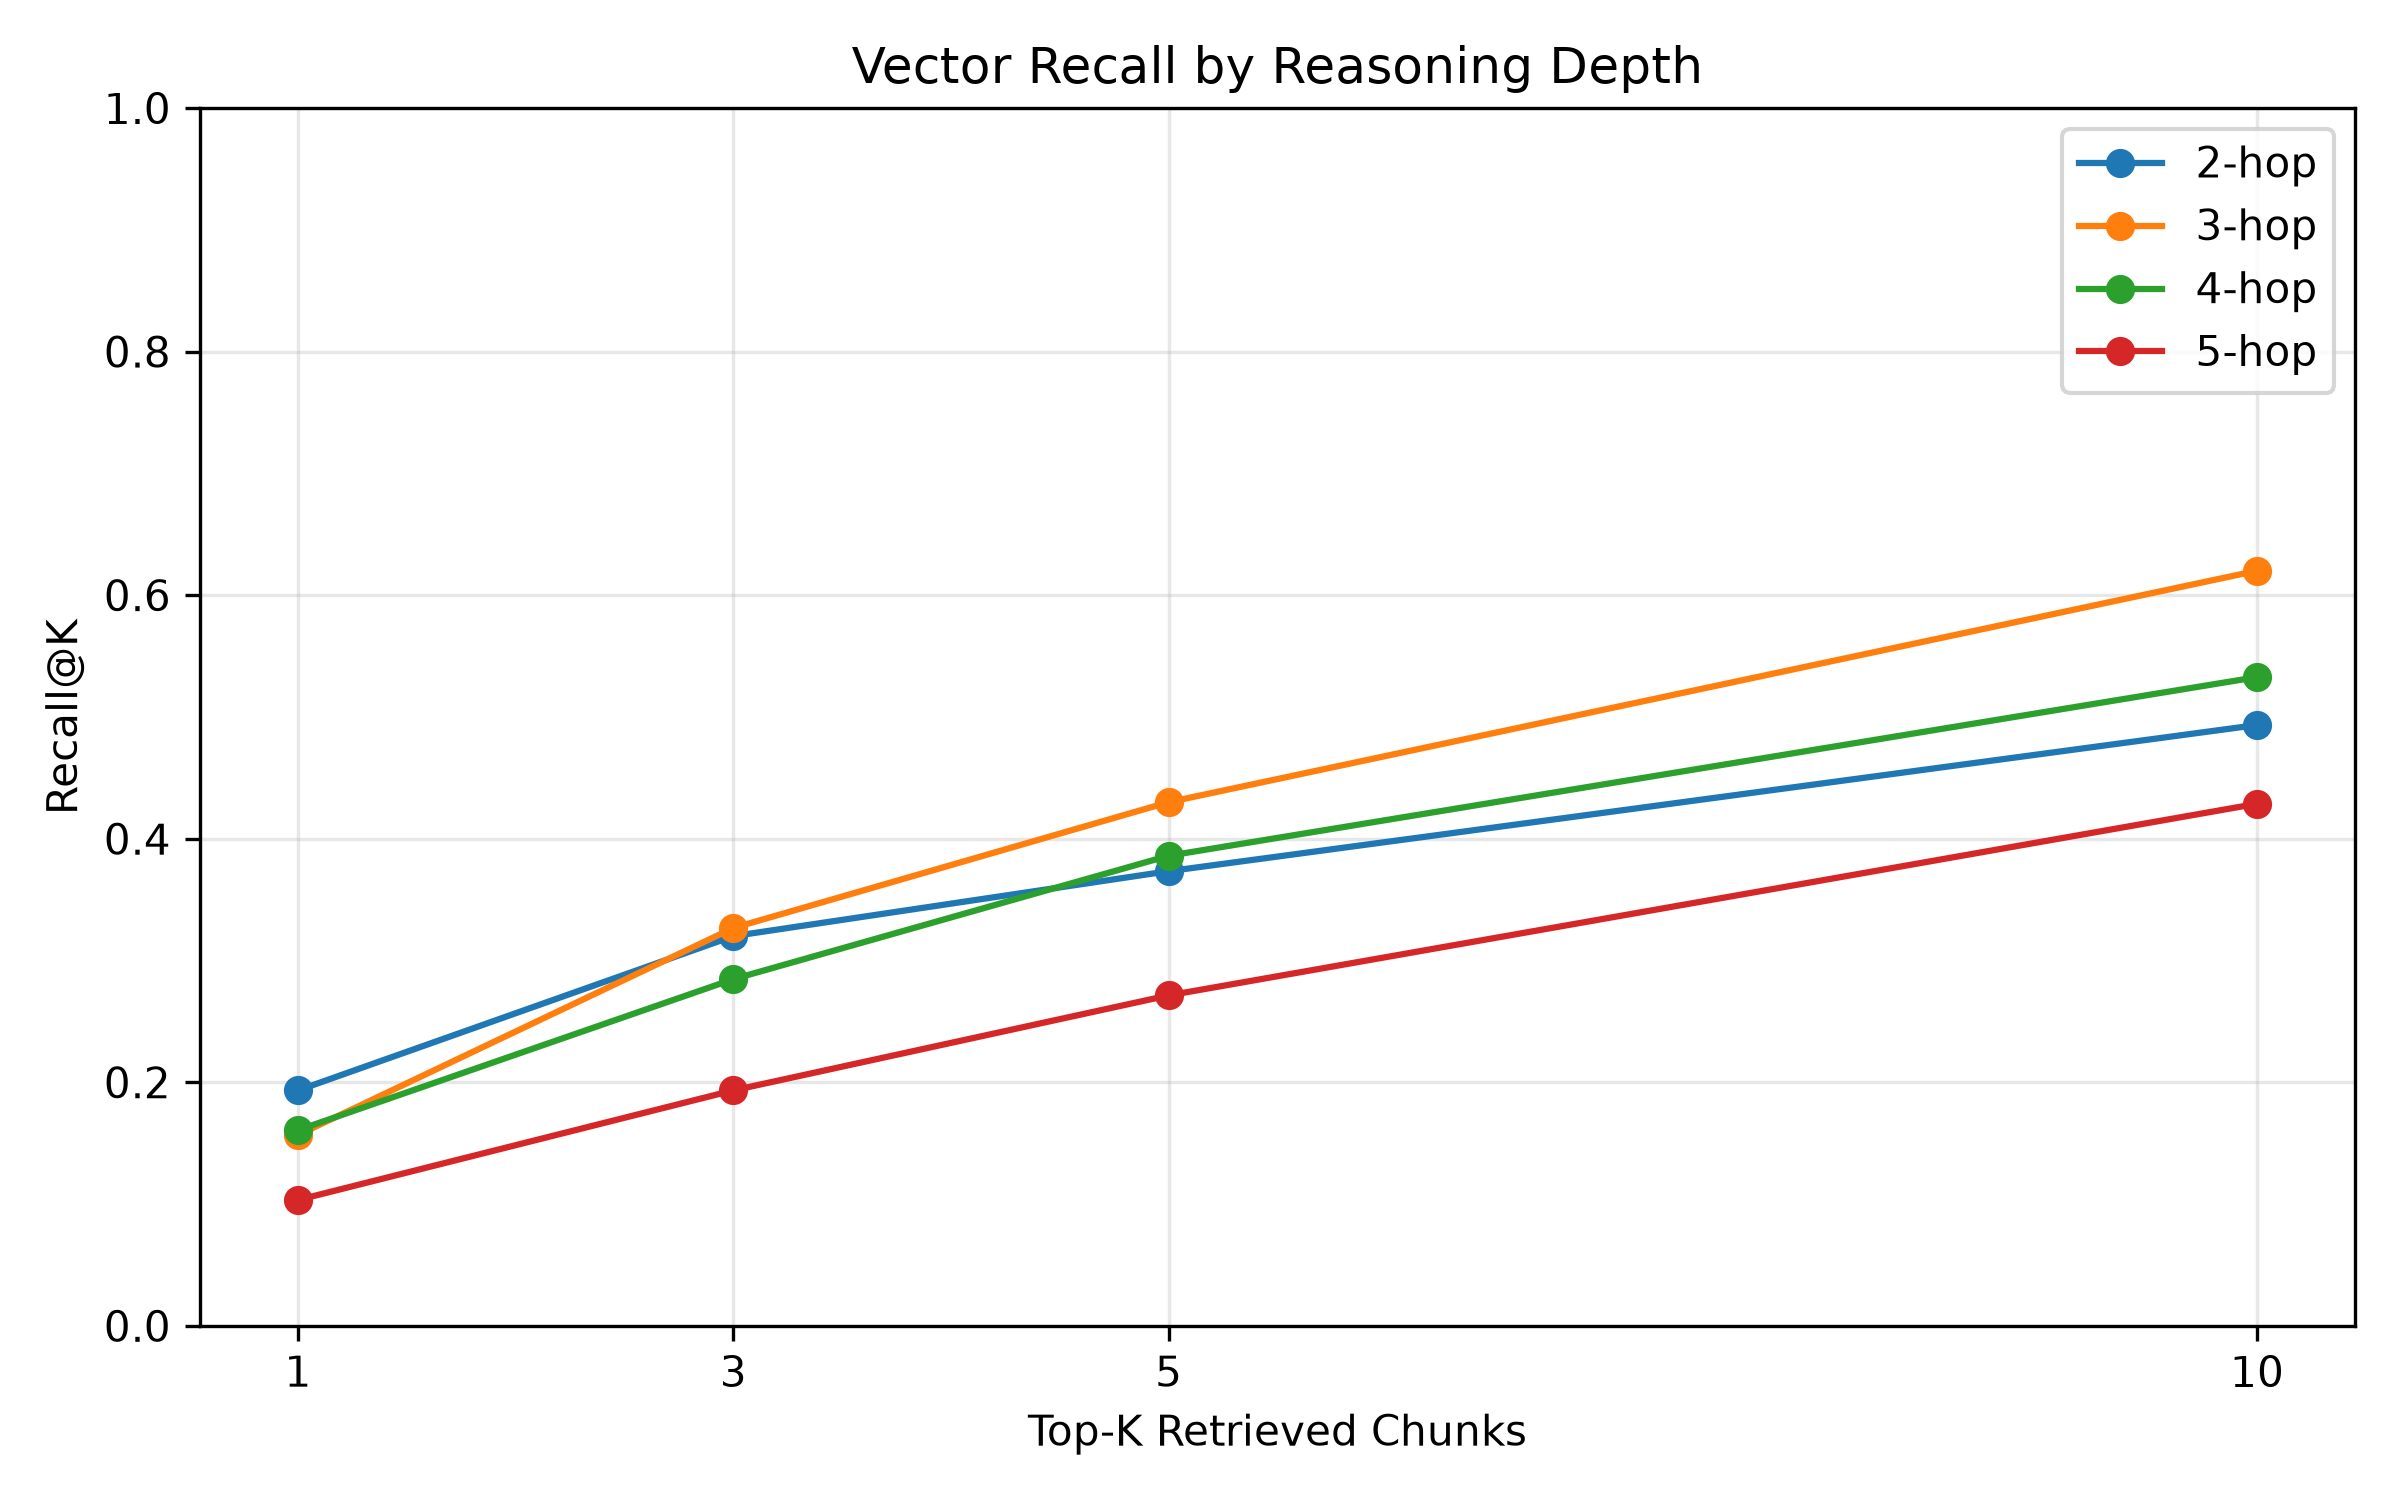 Vector Recall by Reasoning Depth
1.0
0.8
0.6
0.4
0.2
0.0
Recall@K
2-hop
3-hop
4-hop
5-hop
1 3 5 10
Top-K Retrieved Chunks